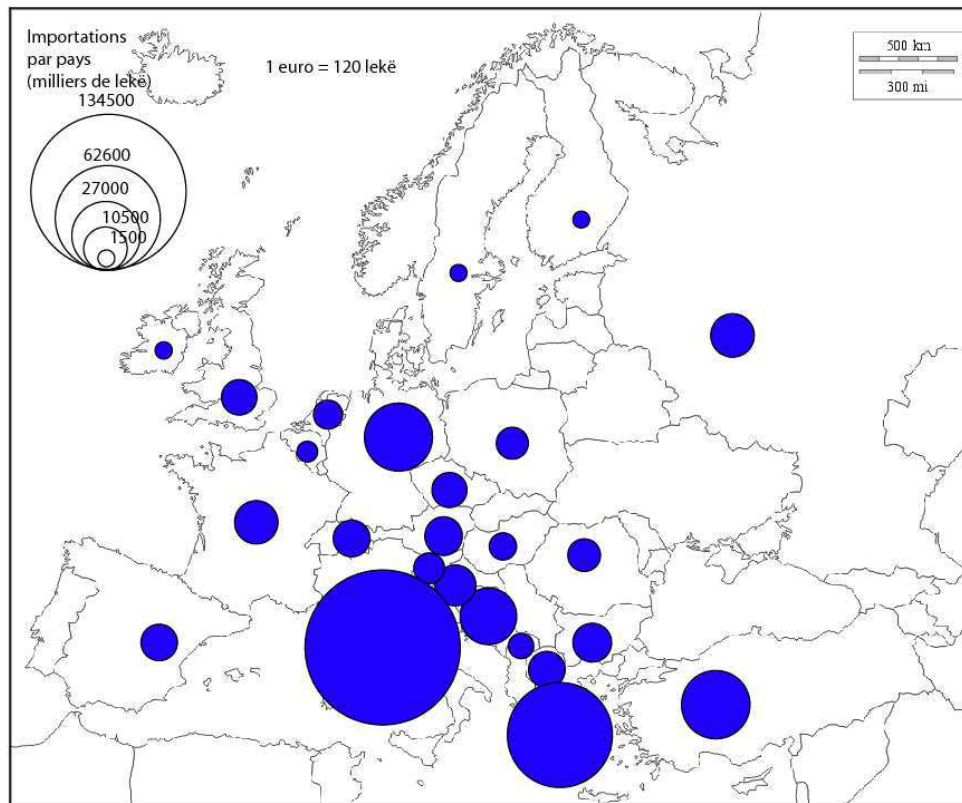 Importations
par pays
(milliers de lekë)
134500
62600
27000
10500
1500
1 euro = 120 lekë
500 km
300 mi